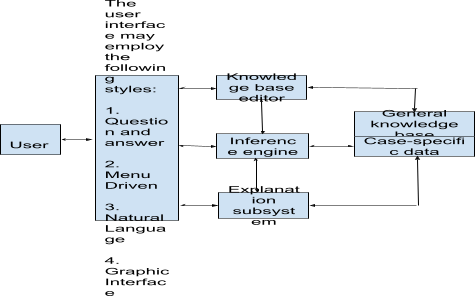 The
user
interfac
e may
employ
the
followin
g
styles:
1.
Questio
n and
answer
2.
Menu
Driven
3.
Natural
Langua
ge
4.
Graphic
Interfac
e
User
Knowled
ge base
editor
Inferenc
e engine
Explanat
ion
subsyst
em
General
knowledge
base
Case-specifi
c data